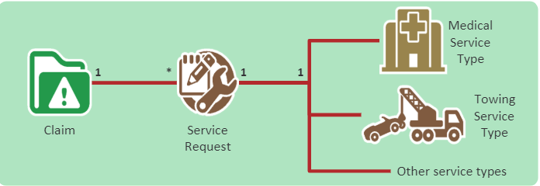 Medical
Service
Type
1
*
1
1
Claim
Service
Request
Towing
Service
Type
Other service types